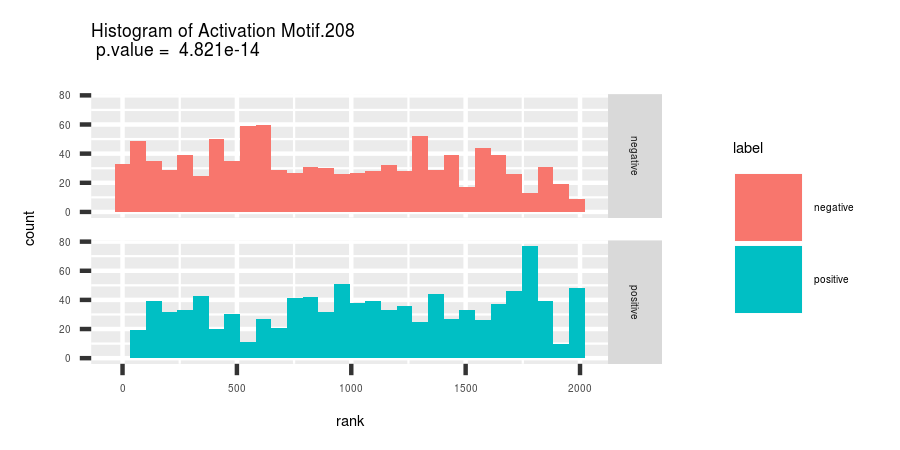 Histogram of Activation Motif.208
p.value = 4.821e-14
count
80
60
40
20
0
negative
80
60
40
20
0
positive
0 500 1000 1500 2000
rank
label
negative
positive